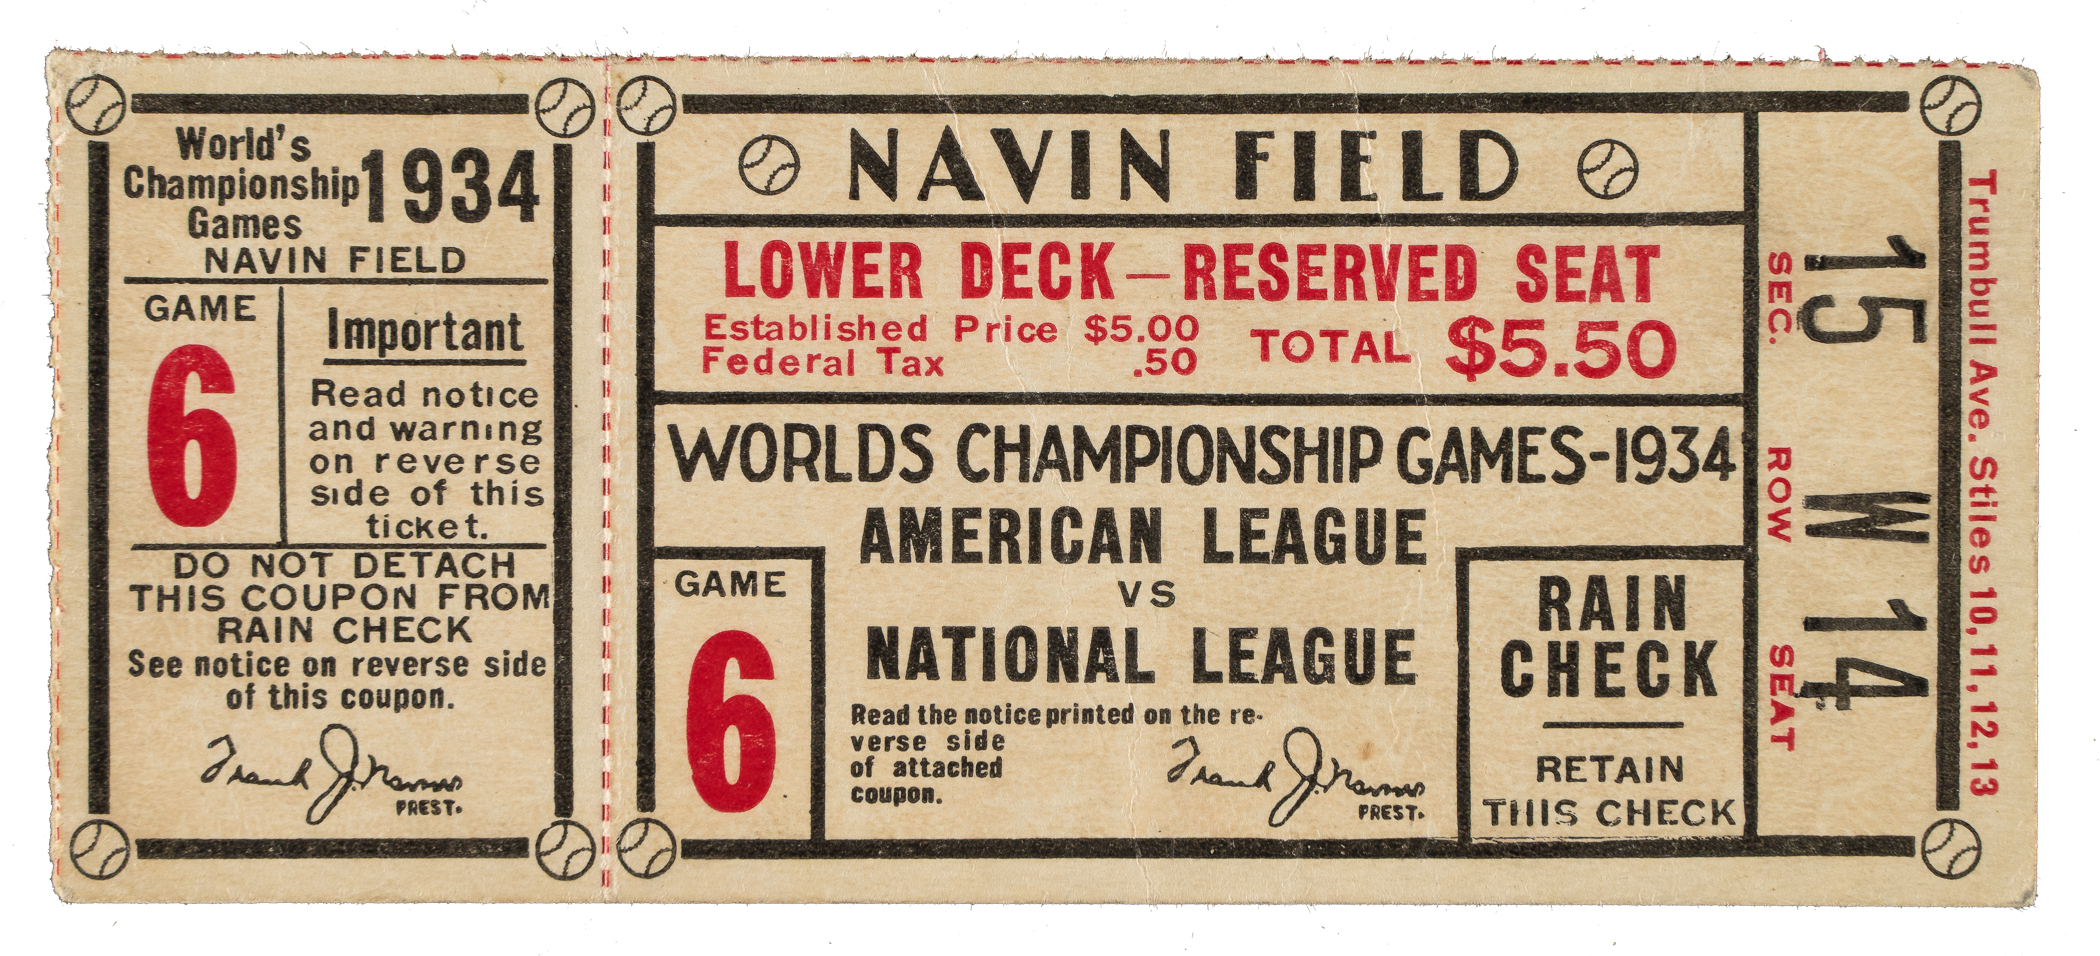 World's
Championship
Games
1934
NAVIN FIELD
GAME
6
Important
Read notice
and warning
on reverse
side of this
ticket.
DO NOT DETACH
THIS COUPON FROM
RAIN CHECK
See notice on reverse side
of this coupon.
Frank J. Navin
PREST.
NAVIN FIELD
LOWER DECK—RESERVED SEAT
Established Price $5.00
Federal Tax .50
TOTAL $5.50
WORLDS CHAMPIONSHIP GAMES-1934
AMERICAN LEAGUE
VS
NATIONAL LEAGUE
GAME
6
Read the notice printed on the re-
verse side
of attached
coupon.
Frank J. Navin
PREST.
RAIN
CHECK
RETAIN
THIS CHECK
SEC. 15
ROW W
SEAT 14
Trumbull Ave. Stiles 10, 11, 12, 13